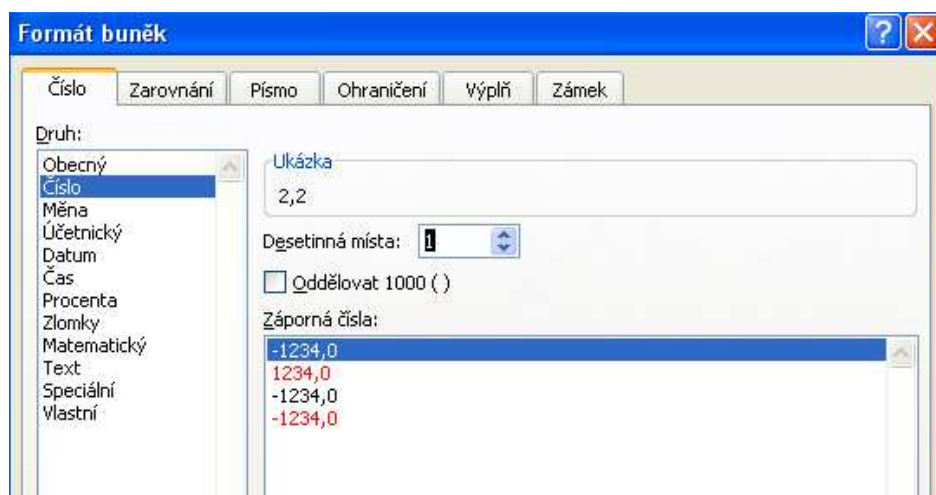 Formát buněk
Číslo Zarovnání Písmo Ohraničení Výplň Zámek
Druh:
Obecný
Číslo
Měna
Účetnický
Datum
Čas
Procenta
Zlomky
Matematický
Text
Speciální
Vlastní
Ukázka
2,2
Desetinná místa: 1
Oddělovat 1000 ( )
Záporná čísla:
-1234,0
1234,0
-1234,0
-1234,0